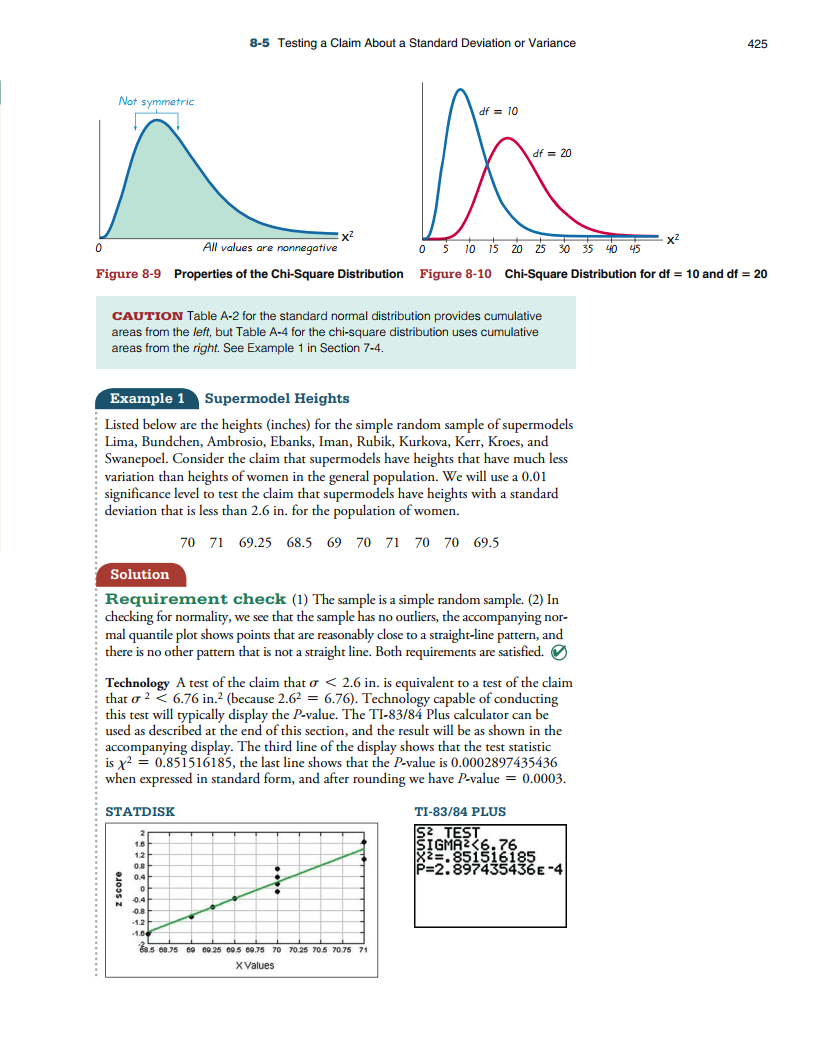 8-5 Testing a Claim About a Standard Deviation or Variance 425
Not symmetric
0
All values are nonnegative
x²
df = 10
df = 20
0 5 10 15 20 25 30 35 40 45
x²
Figure 8-9 Properties of the Chi-Square Distribution
Figure 8-10 Chi-Square Distribution for df = 10 and df = 20
CAUTION Table A-2 for the standard normal distribution provides cumulative
areas from the left, but Table A-4 for the chi-square distribution uses cumulative
areas from the right. See Example 1 in Section 7-4.
Example 1 Supermodel Heights
Listed below are the heights (inches) for the simple random sample of supermodels
Lima, Bundchen, Ambrosio, Ebanks, Iman, Rubik, Kurkova, Kerr, Kroes, and
Swanepoel. Consider the claim that supermodels have heights that have much less
variation than heights of women in the general population. We will use a 0.01
significance level to test the claim that supermodels have heights with a standard
deviation that is less than 2.6 in. for the population of women.
70 71 69.25 68.5 69 70 71 70 70 69.5
Solution
Requirement check (1) The sample is a simple random sample. (2) In
checking for normality, we see that the sample has no outliers, the accompanying nor-
mal quantile plot shows points that are reasonably close to a straight-line pattern, and
there is no other pattern that is not a straight line. Both requirements are satisfied.
Technology A test of the claim that σ < 2.6 in. is equivalent to a test of the claim
that σ ² < 6.76 in.² (because 2.6² = 6.76). Technology capable of conducting
this test will typically display the P-value. The TI-83/84 Plus calculator can be
used as described at the end of this section, and the result will be as shown in the
accompanying display. The third line of the display shows that the test statistic
is χ² = 0.851516185, the last line shows that the P-value is 0.0002897435436
when expressed in standard form, and after rounding we have P-value = 0.0003.
STATDISK
2
1.6
1.2
0.8
0.4
0
-0.4
-0.8
-1.2
-1.6
-2
z score
68.5 68.75 69 69.25 69.5 69.75 70 70.25 70.5 70.75 71
X Values
TI-83/84 PLUS
S² TEST
SIGMA²<6.76
X²=.851516185
P=2.897435436E-4